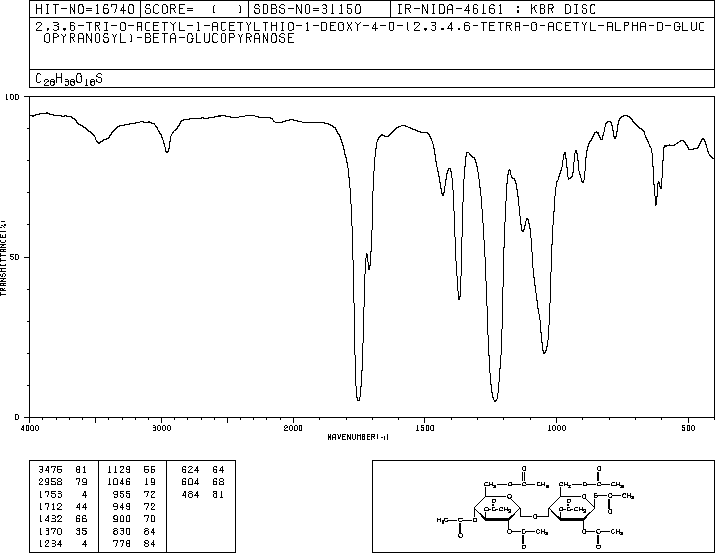 HIT-NO=16740 SCORE= ( ) SDBS-NO=31150 IR-NIDA-46161 : KBR DISC
2,3,6-TRI-O-ACETYL-1-ACETYLTHIO-1-DEOXY-4-O-(2,3,4,6-TETRA-O-ACETYL-ALPHA-D-GLUC
OPYRANOSYL)-BETA-GLUCOPYRANOSE
C28H38O18S
100
50
0
TRANSMITTANCE(%)
4000 3000 2000 1500 1000 500
WAVENUMBER(-1)
3475 81 1129 55 624 64
2958 79 1046 19 604 68
1753 4 955 72 484 81
1712 44 949 72
1432 66 900 70
1370 35 830 84
1234 4 778 84